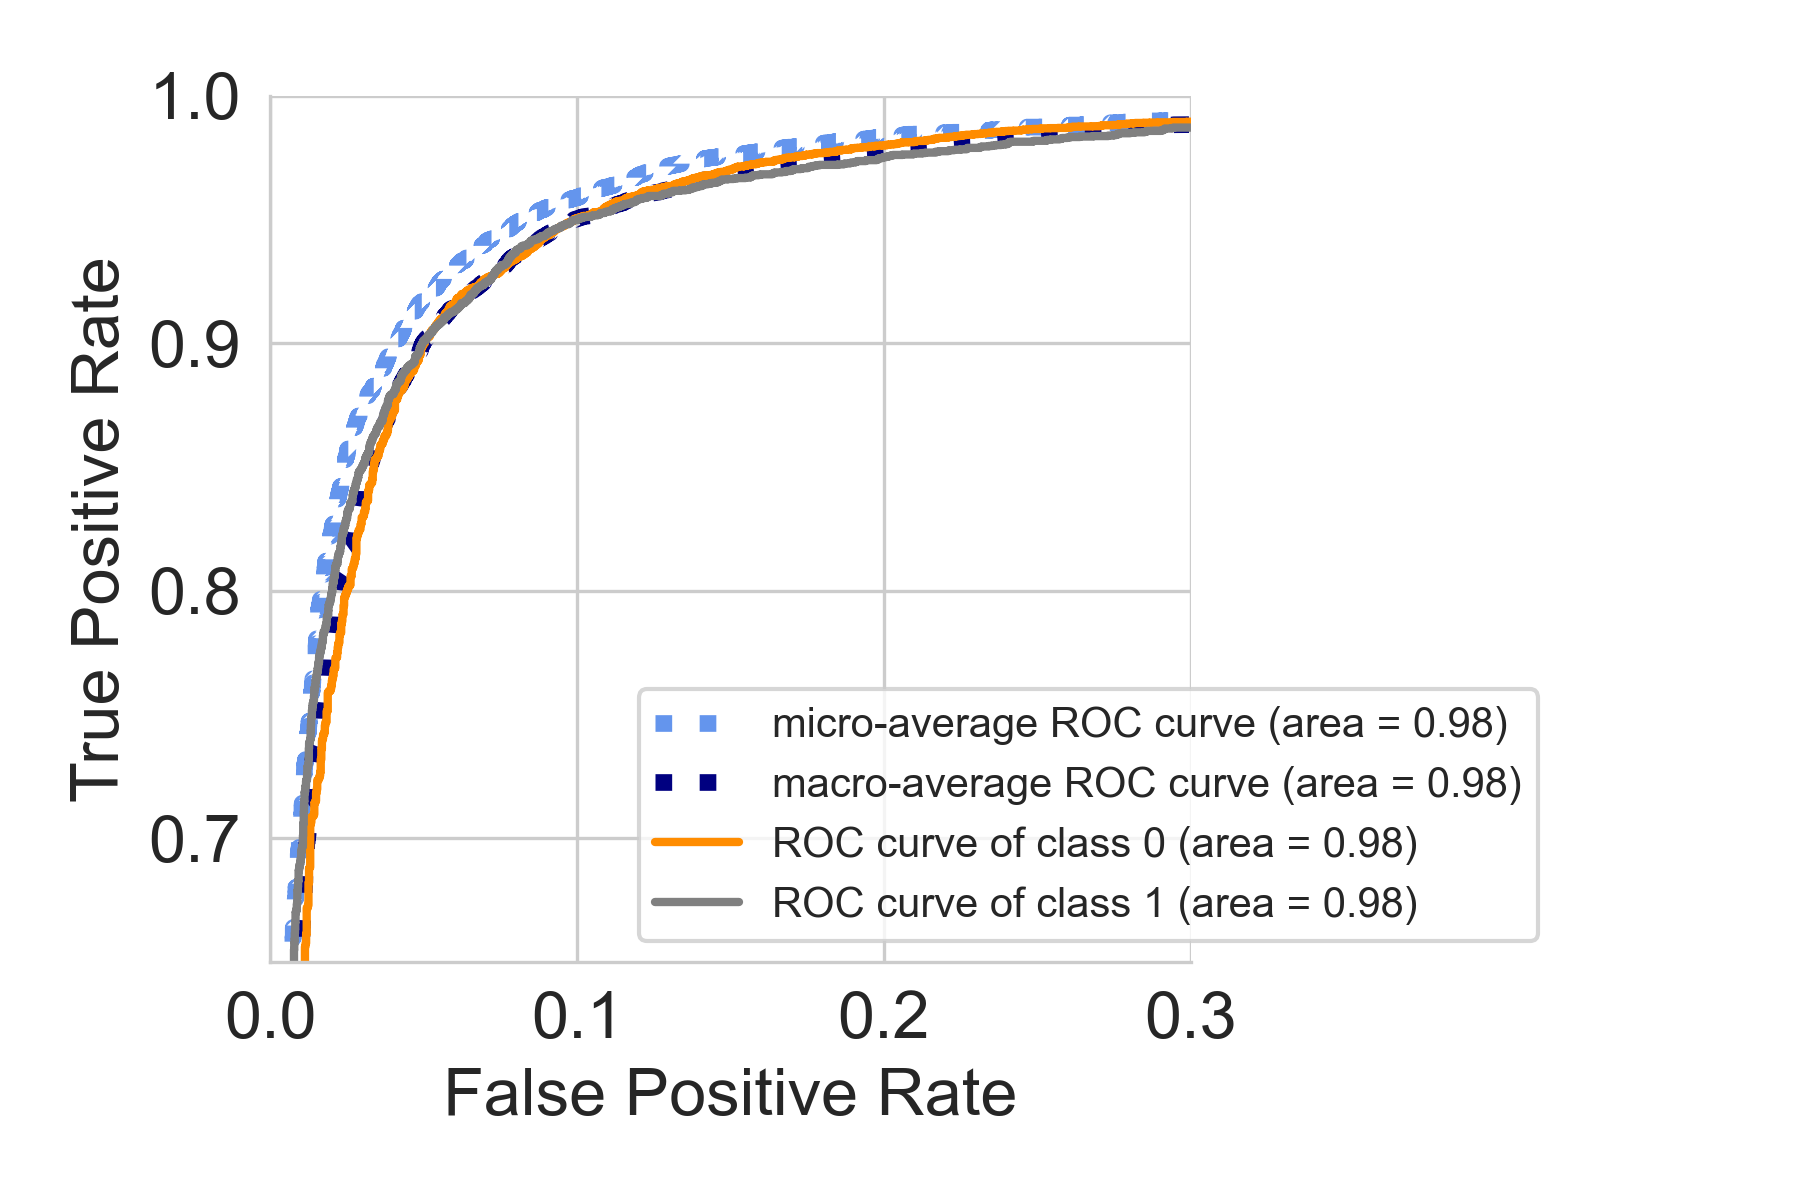 1.0
0.9
0.8
0.7
True Positive Rate
micro-average ROC curve (area = 0.98)
macro-average ROC curve (area = 0.98)
ROC curve of class 0 (area = 0.98)
ROC curve of class 1 (area = 0.98)
0.0 0.1 0.2 0.3
False Positive Rate